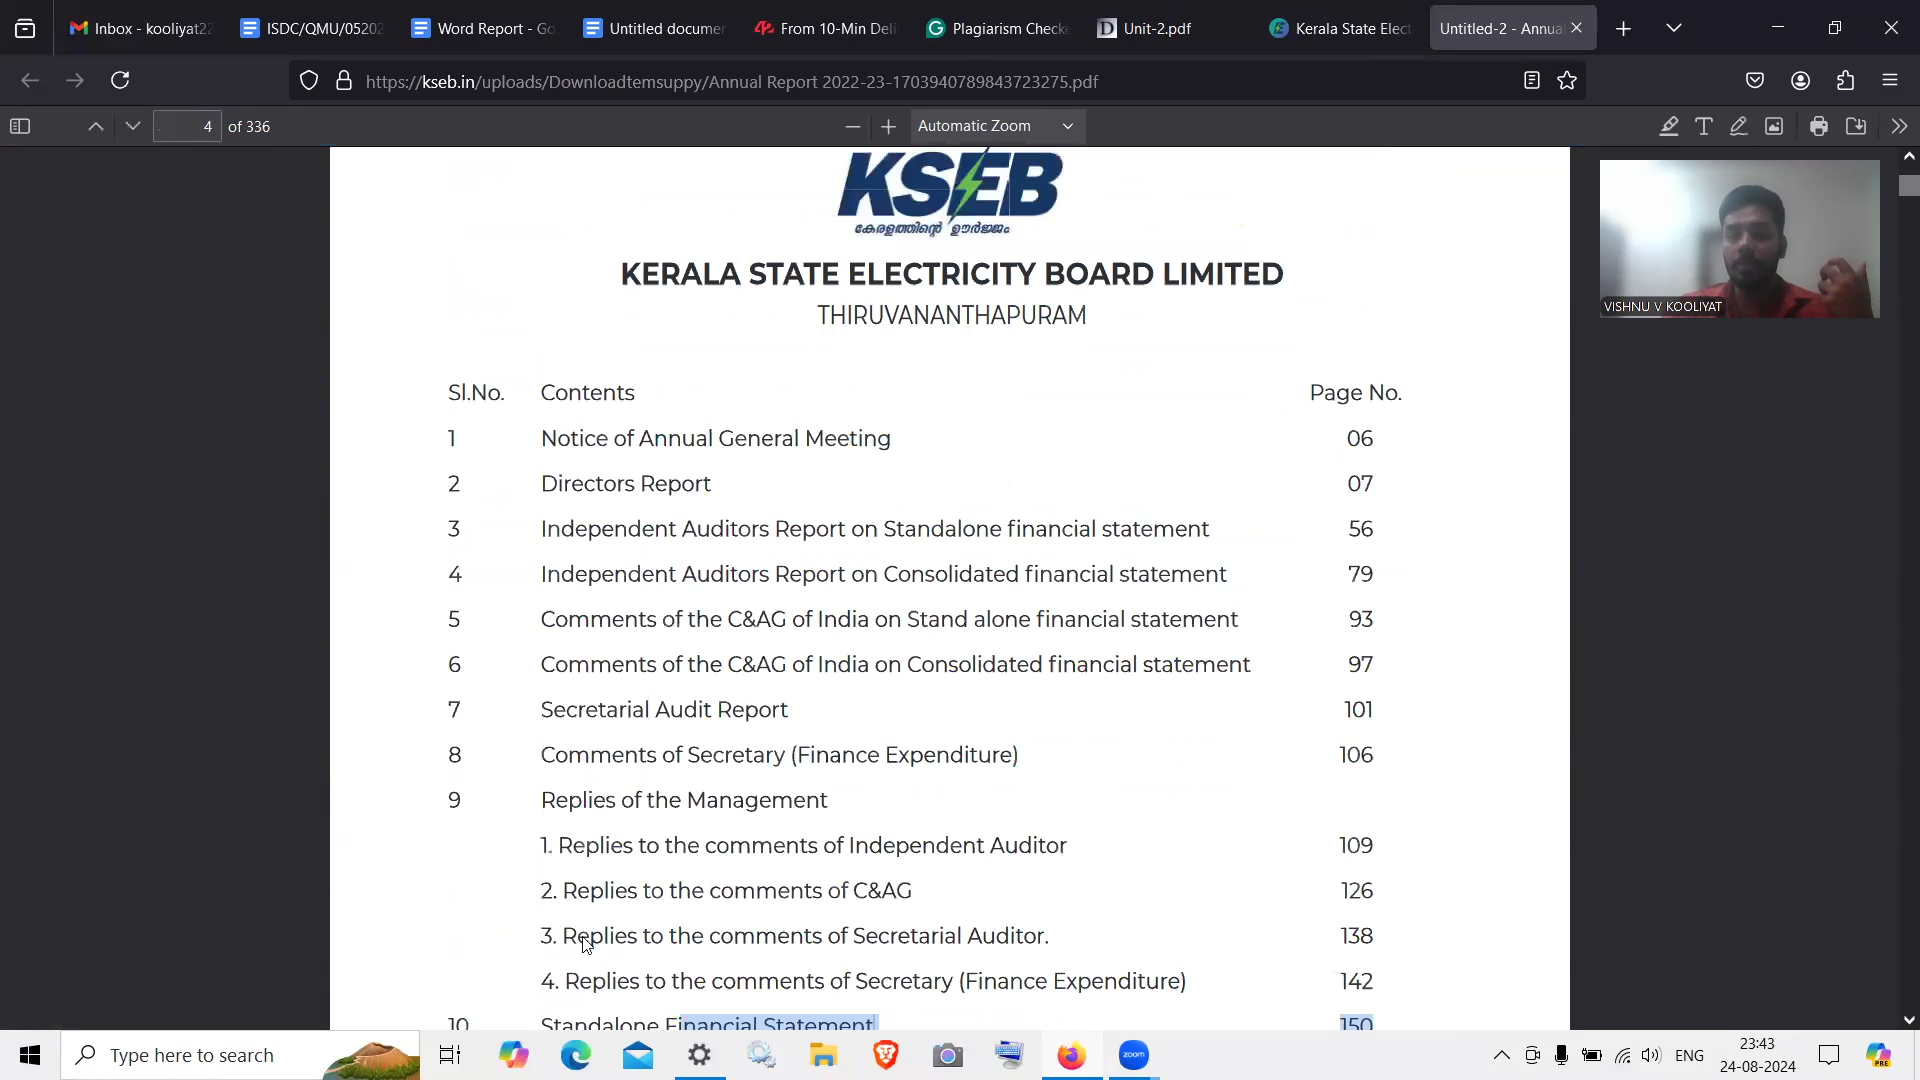 Inbox - kooliyat22
ISDC/QMU/05202
Word Report - Go
Untitled documen
From 10-Min Deli
Plagiarism Checke
Unit-2.pdf
Kerala State Elect
Untitled-2 - Annual
https://kseb.in/uploads/Downloadtemsuppy/Annual Report 2022-23-1703940789843723275.pdf
4 of 336
Automatic Zoom
KSEB
കേരളത്തിന്റെ ഊർജ്ജം
KERALA STATE ELECTRICITY BOARD LIMITED
THIRUVANANTHAPURAM
VISHNU V KOOLIYAT
Sl.No. Contents Page No.
1 Notice of Annual General Meeting 06
2 Directors Report 07
3 Independent Auditors Report on Standalone financial statement 56
4 Independent Auditors Report on Consolidated financial statement 79
5 Comments of the C&AG of India on Stand alone financial statement 93
6 Comments of the C&AG of India on Consolidated financial statement 97
7 Secretarial Audit Report 101
8 Comments of Secretary (Finance Expenditure) 106
9 Replies of the Management
1. Replies to the comments of Independent Auditor 109
2. Replies to the comments of C&AG 126
3. Replies to the comments of Secretarial Auditor. 138
4. Replies to the comments of Secretary (Finance Expenditure) 142
10 Standalone Financial Statement 150
Type here to search
zoom
ENG
23:43
24-08-2024
PRE